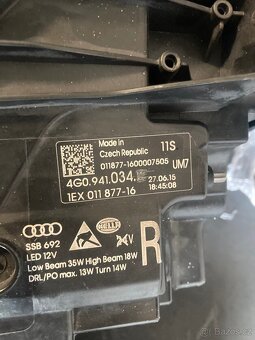 Made in
Czech Republic
11S
011877-1600007505
UM7
4G0.941.034.
27.06.15
1EX 011 877-16
18:45:08
SSB 692
HELLA
R
LED 12V
Low Beam 35W High Beam 18W
DRL/PO max. 13W Turn 14W